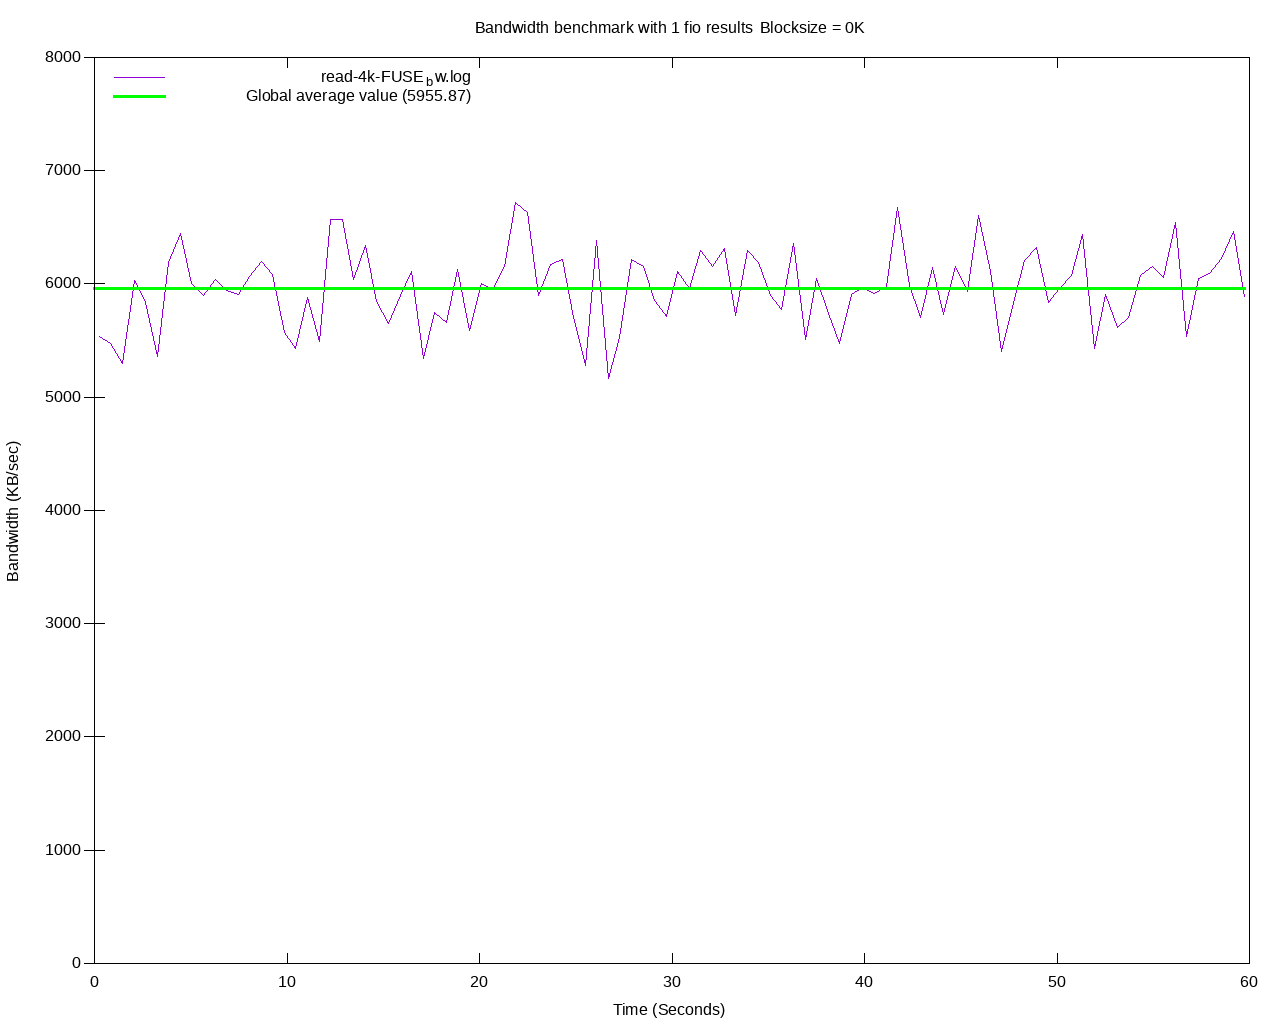 Bandwidth benchmark with 1 fio results Blocksize = 0K
8000
read-4k-FUSEbw.log
Global average value (5955.87)
7000
6000
5000
4000
3000
2000
1000
0
Bandwidth (KB/sec)
0 10 20 30 40 50 60
Time (Seconds)